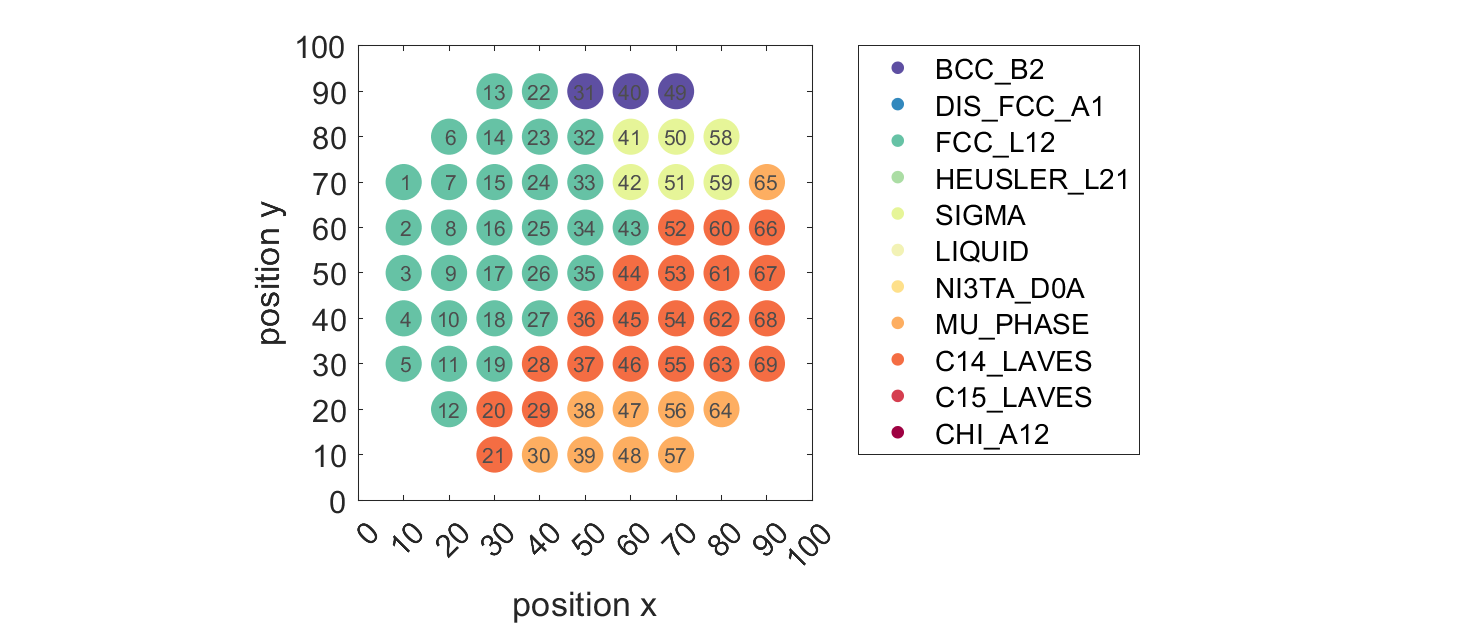 100
90
80
70
60
50
40
30
20
10
0
position y
13 22 31 40 49
6 14 23 32 41 50 58
1 7 15 24 33 42 51 59 65
2 8 16 25 34 43 52 60 66
3 9 17 26 35 44 53 61 67
4 10 18 27 36 45 54 62 68
5 11 19 28 37 46 55 63 69
12 20 29 38 47 56 64
21 30 39 48 57
0 10 20 30 40 50 60 70 80 90 100
position x
BCC_B2
DIS_FCC_A1
FCC_L12
HEUSLER_L21
SIGMA
LIQUID
NI3TA_D0A
MU_PHASE
C14_LAVES
C15_LAVES
CHI_A12